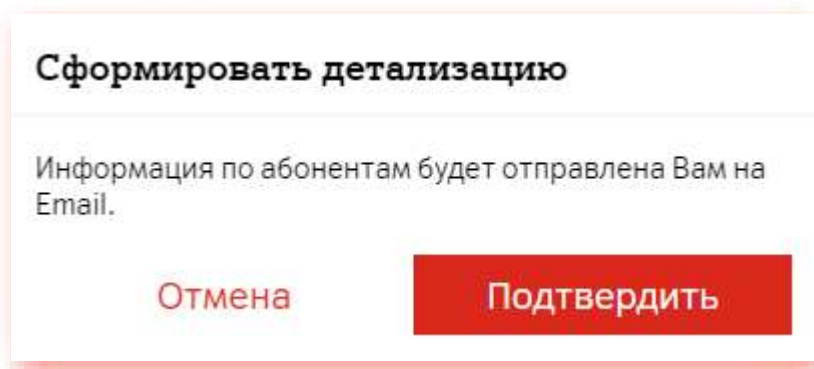 Сформировать детализацию
Информация по абонентам будет отправлена Вам на
Email.
Отмена
Подтвердить